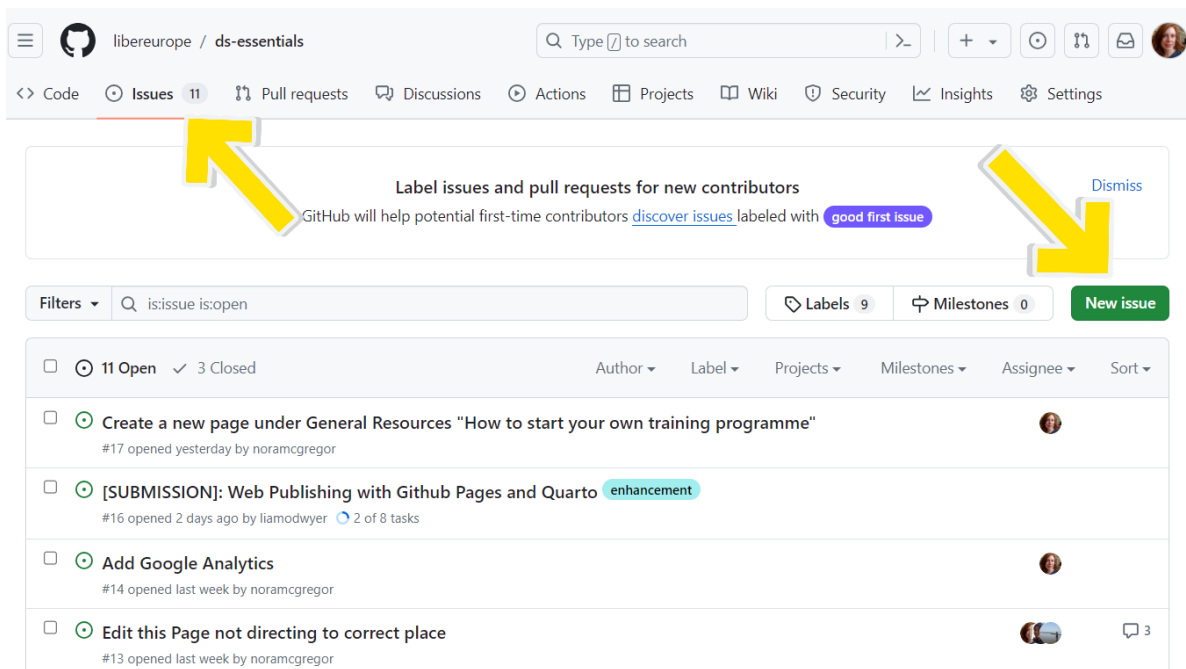 libereurope / ds-essentials
Type / to search
Code Issues 11 Pull requests Discussions Actions Projects Wiki Security Insights Settings
Label issues and pull requests for new contributors
Dismiss
GitHub will help potential first-time contributors discover issues labeled with good first issue
Filters is:issue is:open Labels 9 Milestones 0 New issue
11 Open 3 Closed Author Label Projects Milestones Assignee Sort
Create a new page under General Resources "How to start your own training programme"
#17 opened yesterday by noramcgregor
[SUBMISSION]: Web Publishing with Github Pages and Quarto enhancement
#16 opened 2 days ago by liamodwyer 2 of 8 tasks
Add Google Analytics
#14 opened last week by noramcgregor
Edit this Page not directing to correct place 3
#13 opened last week by noramcgregor